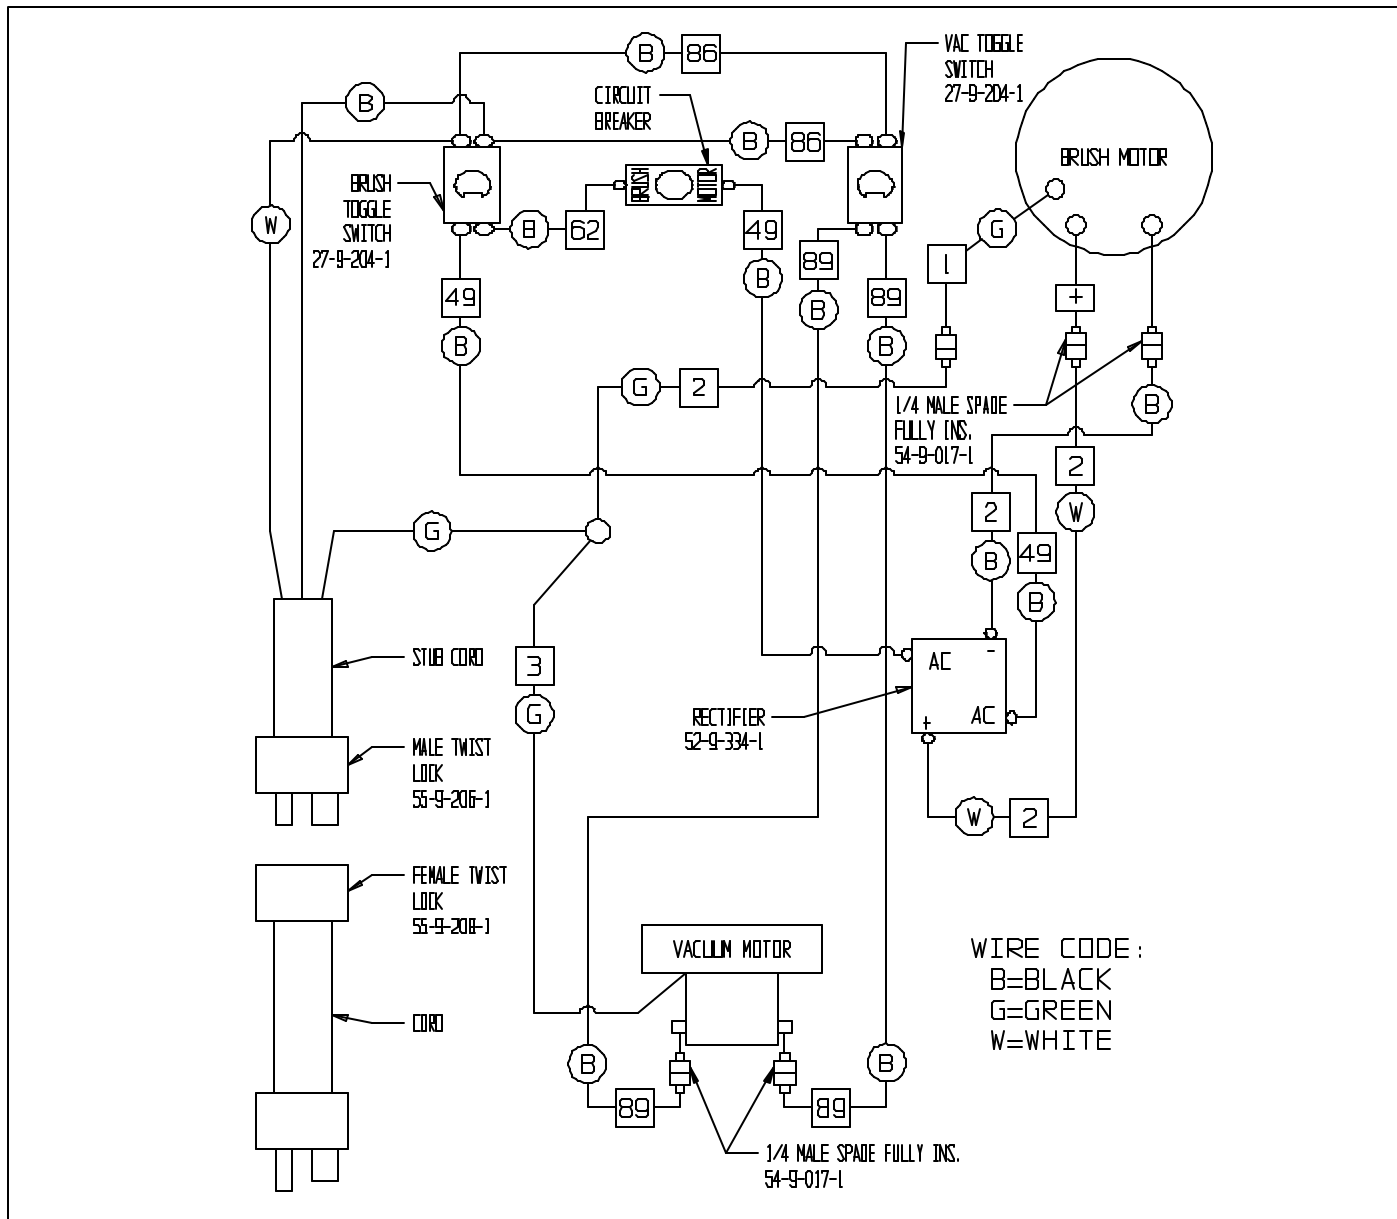 B 86
VAC TOGGLE
SWITCH
27-9-204-1
CIRCUIT
BREAKER
B
B 86
BRUSH MOTOR
BRUSH
MOTOR
BRUSH
TOGGLE
SWITCH
27-9-204-1
W
B 62
49
B
89
B
89
B
G
1
+
49
B
G 2
1/4 MALE SPADE
FULLY INS.
54-9-017-1
B
2
W
2
B
49
B
G
STUB CORD
3
G
AC
-
AC
+
RECTIFIER
52-9-334-1
MALE TWIST
LOCK
55-9-206-1
W 2
FEMALE TWIST
LOCK
55-9-208-1
VACUUM MOTOR
WIRE CODE:
B=BLACK
G=GREEN
W=WHITE
CORD
B
89
89
B
1/4 MALE SPADE FULLY INS.
54-9-017-1